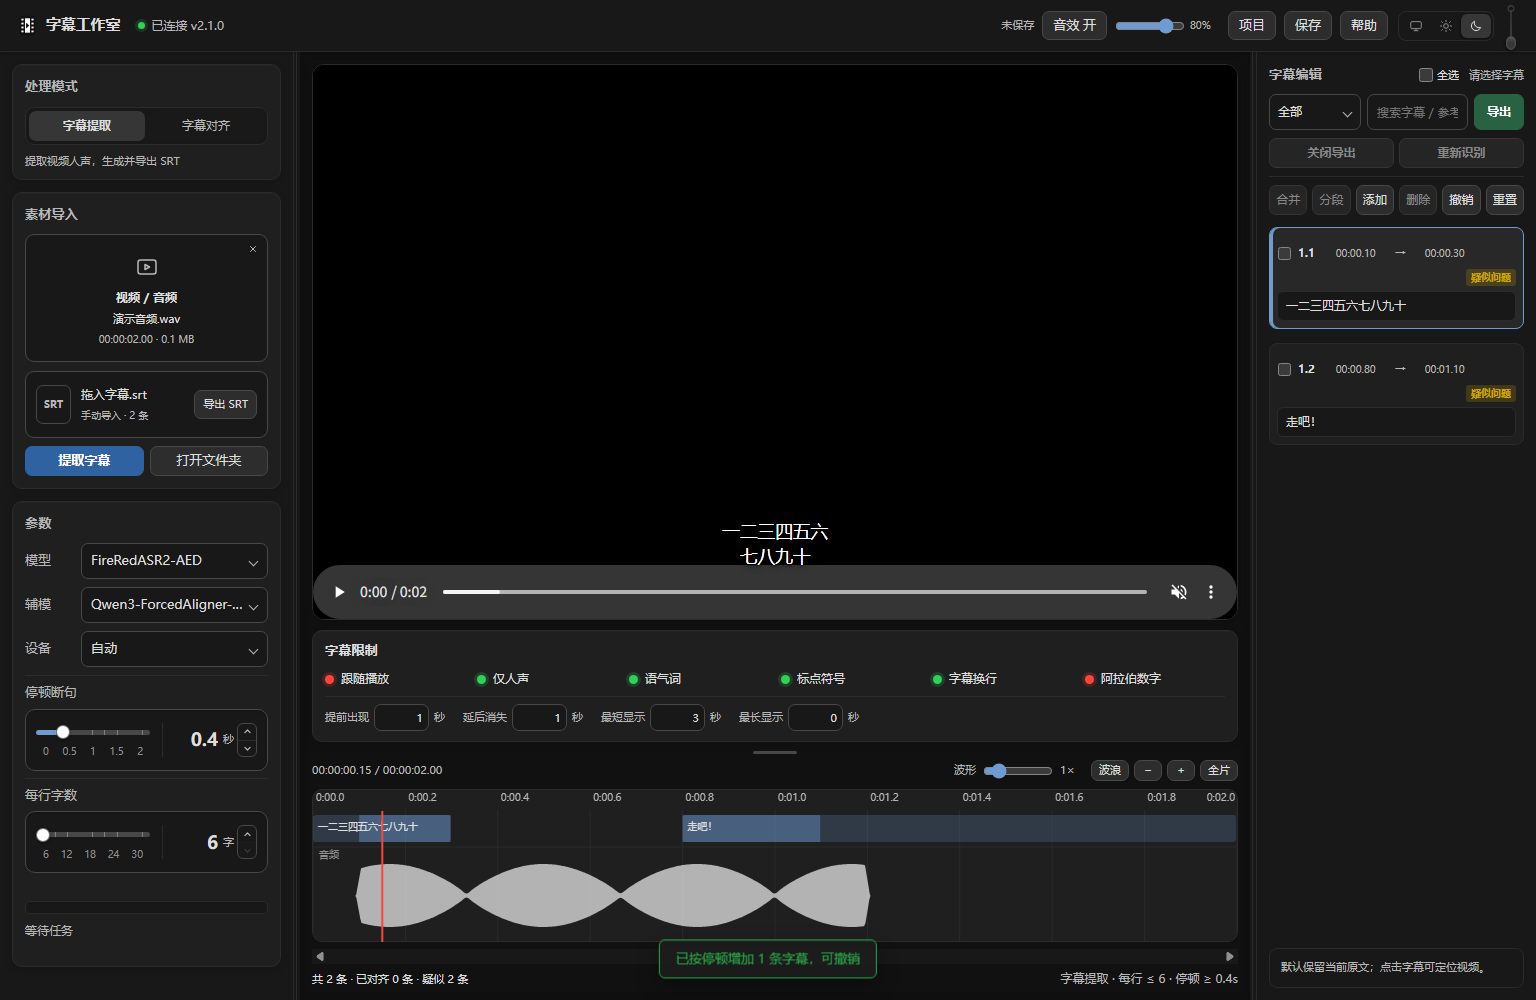 字幕工作室
已连接 v2.1.0
未保存
音效 开
80%
项目
保存
帮助
处理模式
字幕提取
字幕对齐
提取视频人声，生成并导出 SRT
素材导入
×
视频 / 音频
演示音频.wav
00:00:02.00 · 0.1 MB
SRT
拖入字幕.srt
手动导入 · 2 条
导出 SRT
提取字幕
打开文件夹
参数
模型
FireRedASR2-AED
辅模
Qwen3-ForcedAligner-...
设备
自动
停顿断句
0 0.5 1 1.5 2
0.4 秒
每行字数
6 12 18 24 30
6 字
等待任务
一二三四五六
七八九十
0:00 / 0:02
字幕限制
跟随播放
仅人声
语气词
标点符号
字幕换行
阿拉伯数字
提前出现 1 秒
延后消失 1 秒
最短显示 3 秒
最长显示 0 秒
00:00:00.15 / 00:00:02.00
波形
1×
波浪
−
+
全片
0:00.0 0:00.2 0:00.4 0:00.6 0:00.8 0:01.0 0:01.2 0:01.4 0:01.6 0:01.8 0:02.0
一二三四五六七八九十
走吧！
音频
已按停顿增加 1 条字幕，可撤销
共 2 条 · 已对齐 0 条 · 疑似 2 条
字幕提取 · 每行 ≤ 6 · 停顿 ≥ 0.4s
字幕编辑
全选
请选择字幕
全部
搜索字幕 / 参考
导出
关闭导出
重新识别
合并
分段
添加
删除
撤销
重置
1.1 00:00.10 → 00:00.30
疑似问题
一二三四五六七八九十
1.2 00:00.80 → 00:01.10
疑似问题
走吧！
默认保留当前原文；点击字幕可定位视频。